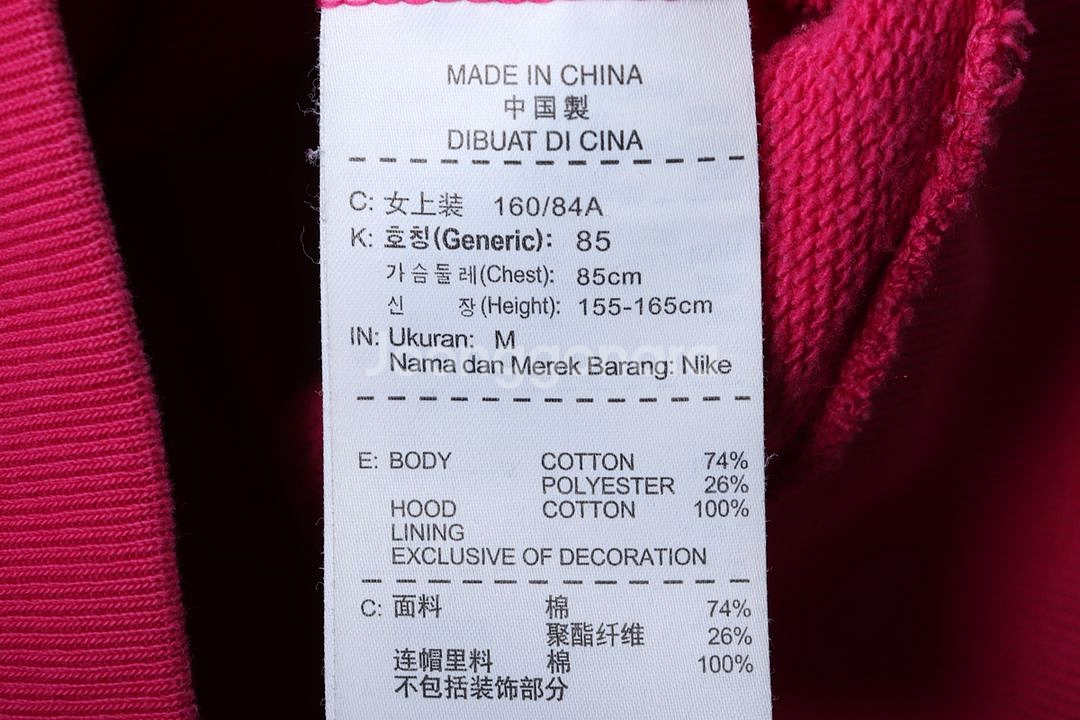 MADE IN CHINA
中国製
DIBUAT DI CINA
C: 女上装 160/84A
K: 호칭(Generic): 85
가슴둘레(Chest): 85cm
신 장(Height): 155-165cm
IN: Ukuran: M
Nama dan Merek Barang: Nike
E: BODY COTTON 74%
POLYESTER 26%
HOOD COTTON 100%
LINING
EXCLUSIVE OF DECORATION
C: 面料 棉 74%
聚酯纤维 26%
连帽里料 棉 100%
不包括装饰部分